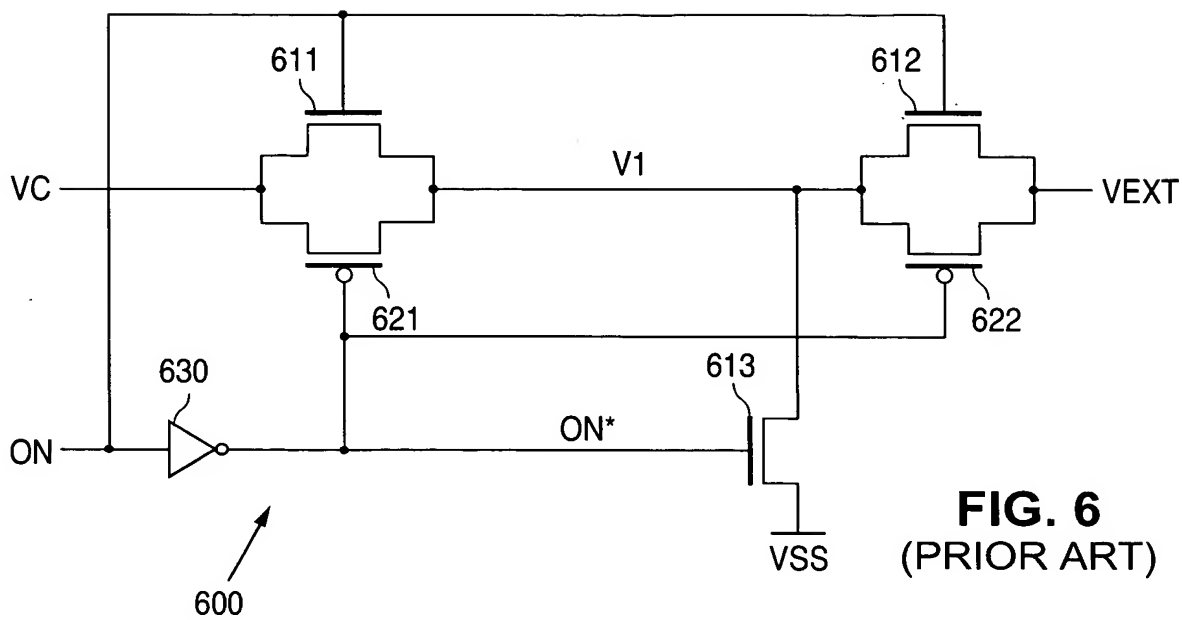 611
612
VC
V1
VEXT
621
622
630
613
ON
ON*
VSS
600
FIG. 6
(PRIOR ART)